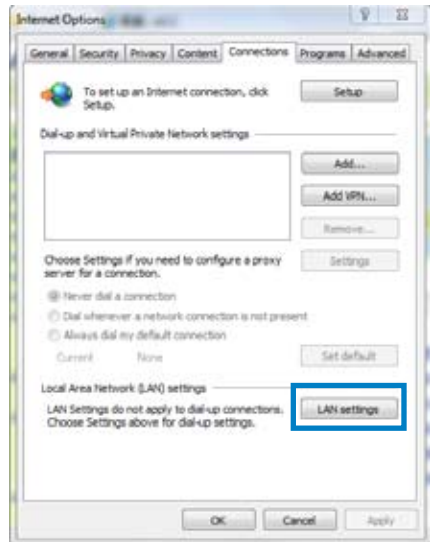 Internet Options
General Security Privacy Content Connections Programs Advanced
To set up an Internet connection, click
Setup.
Setup
Dial-up and Virtual Private Network settings
Add...
Add VPN...
Remove...
Choose Settings if you need to configure a proxy
server for a connection.
Settings
Never dial a connection
Dial whenever a network connection is not present
Always dial my default connection
Current None
Set default
Local Area Network (LAN) settings
LAN Settings do not apply to dial-up connections.
Choose Settings above for dial-up settings.
LAN settings
OK Cancel Apply